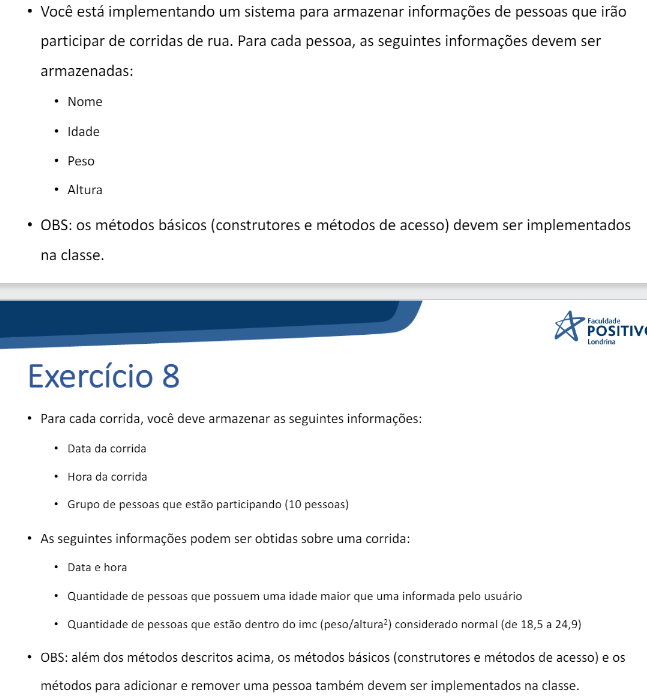 • Você está implementando um sistema para armazenar informações de pessoas que irão
participar de corridas de rua. Para cada pessoa, as seguintes informações devem ser
armazenadas:
• Nome
• Idade
• Peso
• Altura
• OBS: os métodos básicos (construtores e métodos de acesso) devem ser implementados
na classe.
Faculdade
POSITIVO
Londrina
Exercício 8
• Para cada corrida, você deve armazenar as seguintes informações:
• Data da corrida
• Hora da corrida
• Grupo de pessoas que estão participando (10 pessoas)
• As seguintes informações podem ser obtidas sobre uma corrida:
• Data e hora
• Quantidade de pessoas que possuem uma idade maior que uma informada pelo usuário
• Quantidade de pessoas que estão dentro do imc (peso/altura²) considerado normal (de 18,5 a 24,9)
• OBS: além dos métodos descritos acima, os métodos básicos (construtores e métodos de acesso) e os
métodos para adicionar e remover uma pessoa também devem ser implementados na classe.